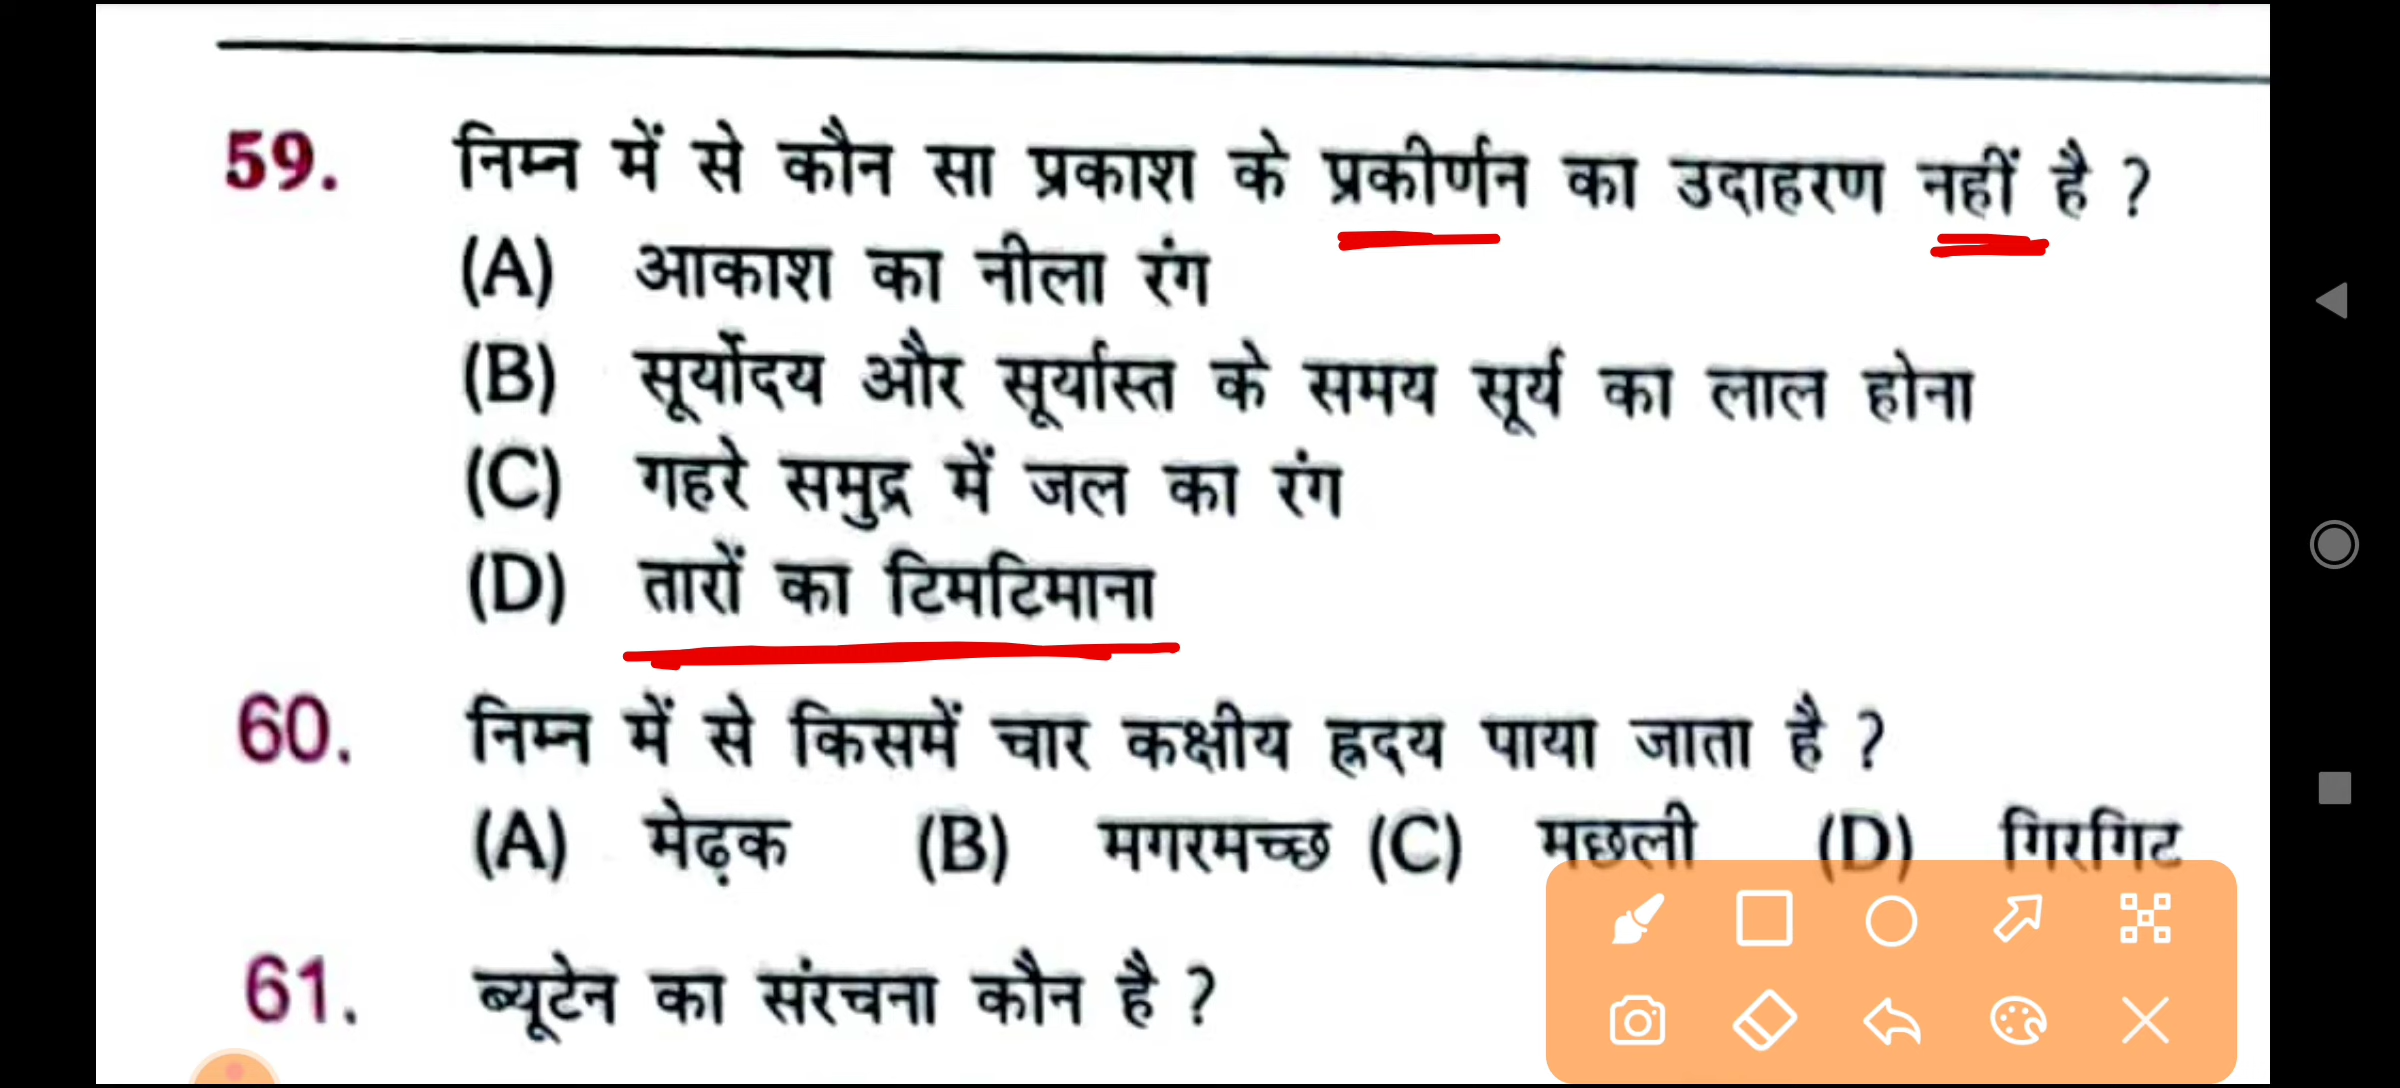 59. निम्न में से कौन सा प्रकाश के प्रकीर्णन का उदाहरण नहीं है ?
(A) आकाश का नीला रंग
(B) सूर्योदय और सूर्यास्त के समय सूर्य का लाल होना
(C) गहरे समुद्र में जल का रंग
(D) तारों का टिमटिमाना
60. निम्न में से किसमें चार कक्षीय ह्रदय पाया जाता है ?
(A) मेढ़क (B) मगरमच्छ (C) मछली (D) गिरगिट
61. ब्यूटेन का संरचना कौन है ?